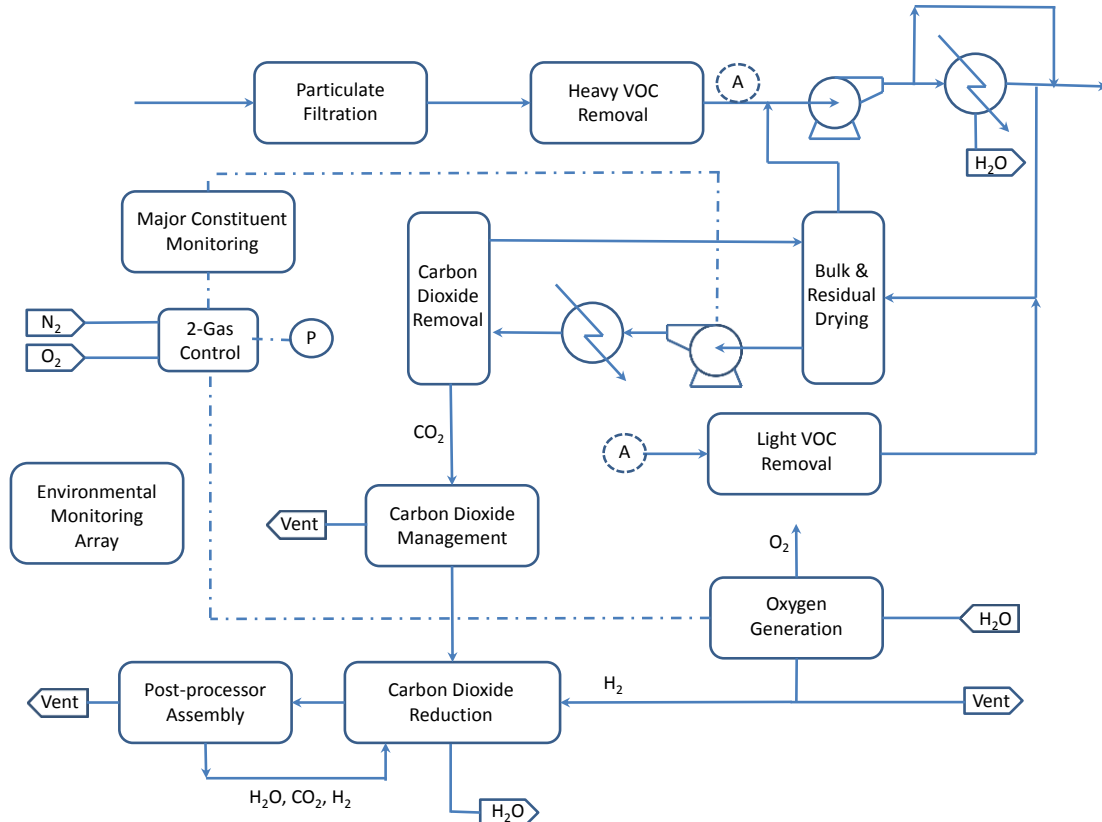 Particulate
Filtration
Heavy VOC
Removal
A
H₂O
Major Constituent
Monitoring
Carbon
Dioxide
Removal
Bulk &
Residual
Drying
N₂
O₂
2-Gas
Control
P
CO₂
A
Light VOC
Removal
Environmental
Monitoring
Array
Vent
Carbon Dioxide
Management
O₂
Oxygen
Generation
H₂O
Vent
Post-processor
Assembly
Carbon Dioxide
Reduction
H₂
Vent
H₂O, CO₂, H₂
H₂O